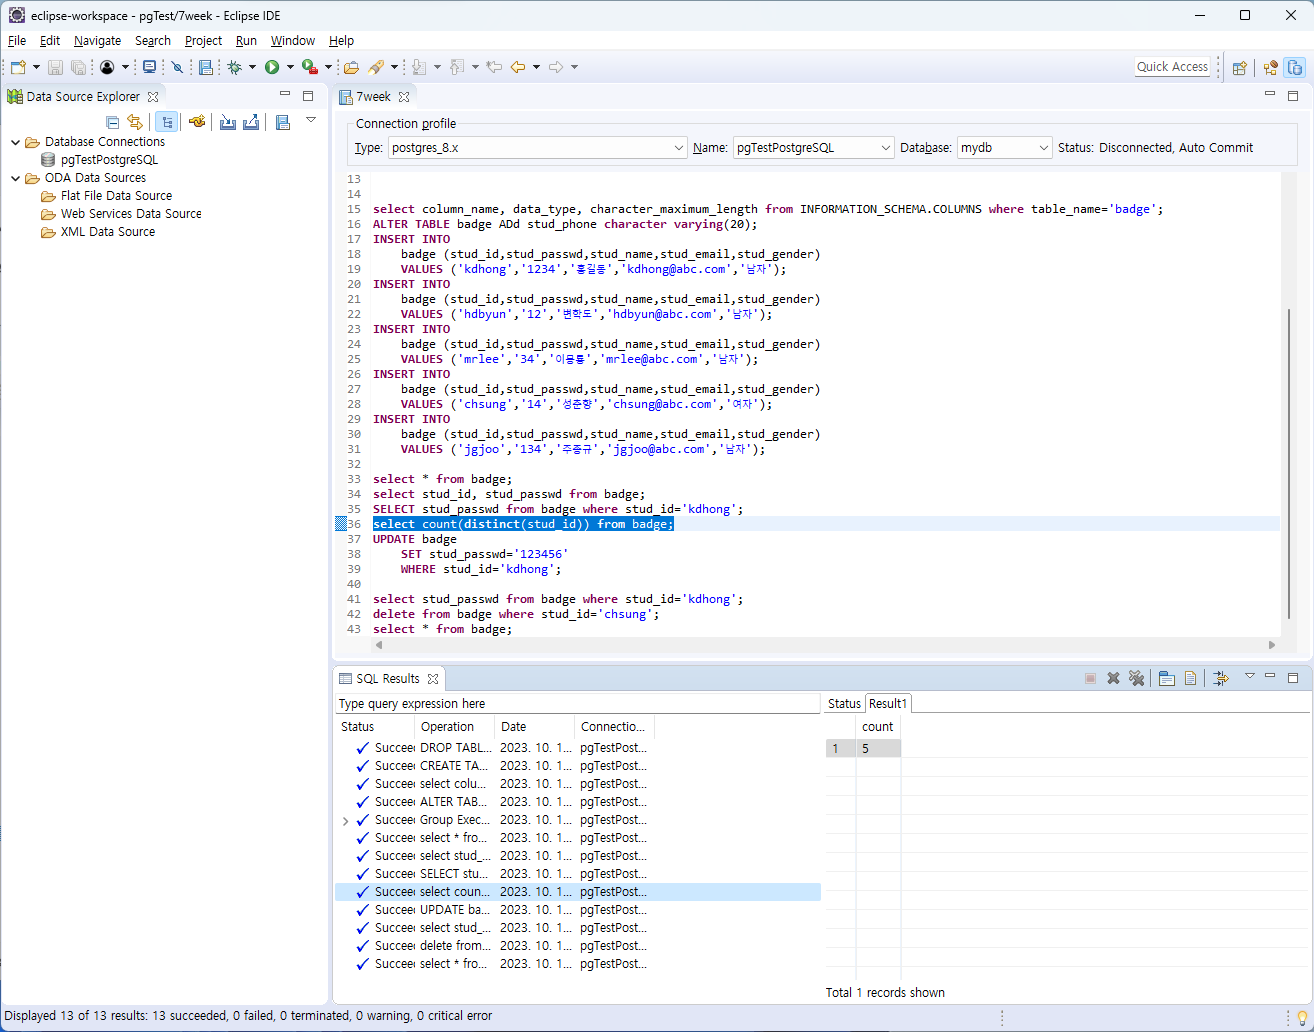 eclipse-workspace - pgTest/7week - Eclipse IDE
File Edit Navigate Search Project Run Window Help
Quick Access
Data Source Explorer
Database Connections
pgTestPostgreSQL
ODA Data Sources
Flat File Data Source
Web Services Data Source
XML Data Source
7week
Connection profile
Type: postgres_8.x Name: pgTestPostgreSQL Database: mydb Status: Disconnected, Auto Commit
13
14
15 select column_name, data_type, character_maximum_length from INFORMATION_SCHEMA.COLUMNS where table_name='badge';
16 ALTER TABLE badge ADd stud_phone character varying(20);
17 INSERT INTO
18 badge (stud_id,stud_passwd,stud_name,stud_email,stud_gender)
19 VALUES ('kdhong','1234','홍길동','kdhong@abc.com','남자');
20 INSERT INTO
21 badge (stud_id,stud_passwd,stud_name,stud_email,stud_gender)
22 VALUES ('hdbyun','12','변학도','hdbyun@abc.com','남자');
23 INSERT INTO
24 badge (stud_id,stud_passwd,stud_name,stud_email,stud_gender)
25 VALUES ('mrlee','34','이몽룡','mrlee@abc.com','남자');
26 INSERT INTO
27 badge (stud_id,stud_passwd,stud_name,stud_email,stud_gender)
28 VALUES ('chsung','14','성춘향','chsung@abc.com','여자');
29 INSERT INTO
30 badge (stud_id,stud_passwd,stud_name,stud_email,stud_gender)
31 VALUES ('jgjoo','134','주종규','jgjoo@abc.com','남자');
32
33 select * from badge;
34 select stud_id, stud_passwd from badge;
35 SELECT stud_passwd from badge where stud_id='kdhong';
36 select count(distinct(stud_id)) from badge;
37 UPDATE badge
38 SET stud_passwd='123456'
39 WHERE stud_id='kdhong';
40
41 select stud_passwd from badge where stud_id='kdhong';
42 delete from badge where stud_id='chsung';
43 select * from badge;
SQL Results
Type query expression here
Status Operation Date Connectio...
Succee DROP TABL... 2023. 10. 1... pgTestPost...
Succee CREATE TA... 2023. 10. 1... pgTestPost...
Succee select colu... 2023. 10. 1... pgTestPost...
Succee ALTER TAB... 2023. 10. 1... pgTestPost...
Succee Group Exec... 2023. 10. 1... pgTestPost...
Succee select * fro... 2023. 10. 1... pgTestPost...
Succee select stud_... 2023. 10. 1... pgTestPost...
Succee SELECT stu... 2023. 10. 1... pgTestPost...
Succee select coun... 2023. 10. 1... pgTestPost...
Succee UPDATE ba... 2023. 10. 1... pgTestPost...
Succee select stud_... 2023. 10. 1... pgTestPost...
Succee delete from... 2023. 10. 1... pgTestPost...
Succee select * fro... 2023. 10. 1... pgTestPost...
Status Result1
count
1 5
Total 1 records shown
Displayed 13 of 13 results: 13 succeeded, 0 failed, 0 terminated, 0 warning, 0 critical error